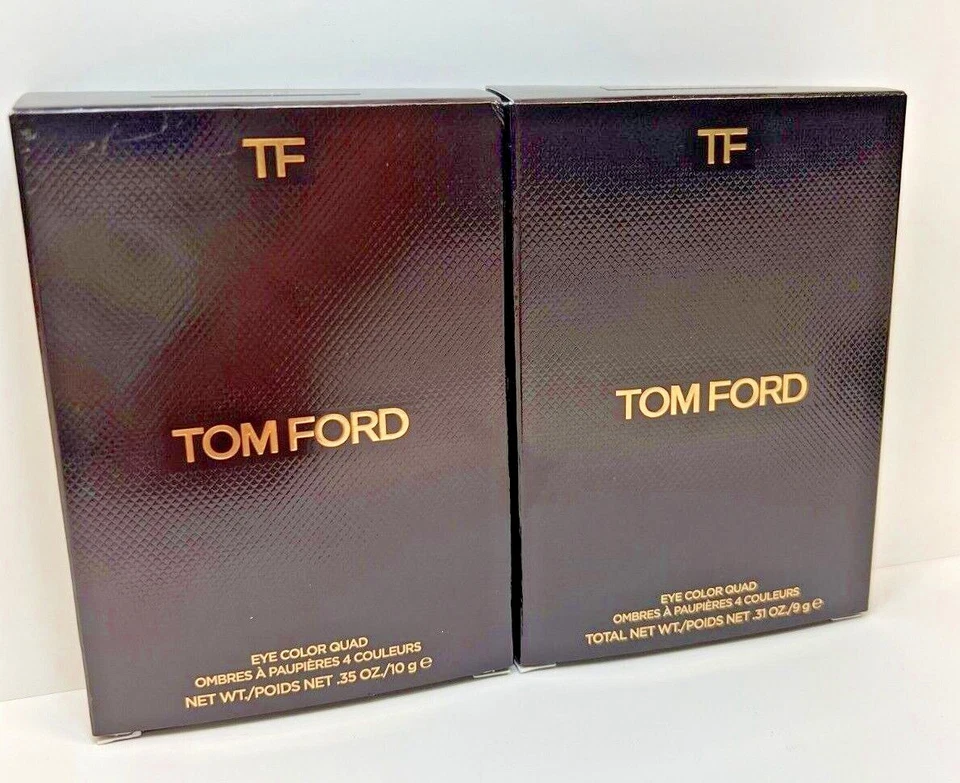 TF
TOM FORD
EYE COLOR QUAD
OMBRES À PAUPIÈRES 4 COULEURS
NET WT./POIDS NET .35 OZ./10 g ℮
TF
TOM FORD
EYE COLOR QUAD
OMBRES À PAUPIÈRES 4 COULEURS
TOTAL NET WT./POIDS NET .31 OZ./9 g ℮